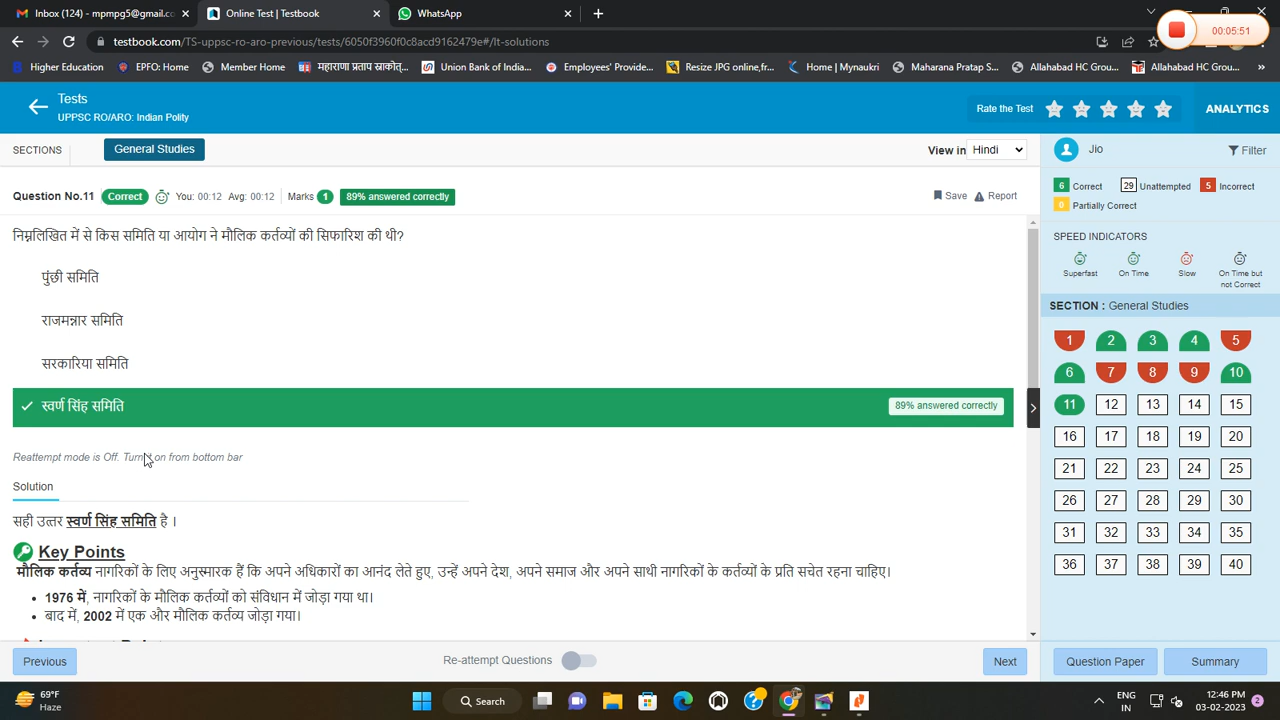 Inbox (124) - mpmpg5@gmail.co
Online Test | Testbook
WhatsApp
00:05:51
testbook.com/TS-uppsc-ro-aro-previous/tests/6050f3960f0c8acd9162479e#/lt-solutions
Higher Education
EPFO: Home
Member Home
महाराणा प्रताप स्नाकोत्...
Union Bank of India...
Employees' Provide...
Resize JPG online,fr...
Home | Mynaukri
Maharana Pratap S...
Allahabad HC Grou...
Allahabad HC Grou...
Tests
UPPSC RO/ARO: Indian Polity
Rate the Test
ANALYTICS
SECTIONS
General Studies
View in Hindi
Jio
Filter
Question No.11 Correct You: 00:12 Avg: 00:12 Marks 1 89% answered correctly
Save Report
6 Correct 29 Unattempted 5 Incorrect
0 Partially Correct
निम्नलिखित में से किस समिति या आयोग ने मौलिक कर्तव्यों की सिफारिश की थी?
पुंछी समिति
राजमन्नार समिति
सरकारिया समिति
स्वर्ण सिंह समिति
89% answered correctly
Reattempt mode is Off. Turn it on from bottom bar
Solution
सही उत्तर स्वर्ण सिंह समिति है ।
Key Points
मौलिक कर्तव्य नागरिकों के लिए अनुस्मारक हैं कि अपने अधिकारों का आनंद लेते हुए, उन्हें अपने देश, अपने समाज और अपने साथी नागरिकों के कर्तव्यों के प्रति सचेत रहना चाहिए।
1976 में, नागरिकों के मौलिक कर्तव्यों को संविधान में जोड़ा गया था।
बाद में, 2002 में एक और मौलिक कर्तव्य जोड़ा गया।
SPEED INDICATORS
Superfast
On Time
Slow
On Time but not Correct
SECTION : General Studies
1 2 3 4 5
6 7 8 9 10
11 12 13 14 15
16 17 18 19 20
21 22 23 24 25
26 27 28 29 30
31 32 33 34 35
36 37 38 39 40
Previous
Re-attempt Questions
Next
Question Paper
Summary
69°F
Haze
Search
ENG
IN
12:46 PM
03-02-2023
2